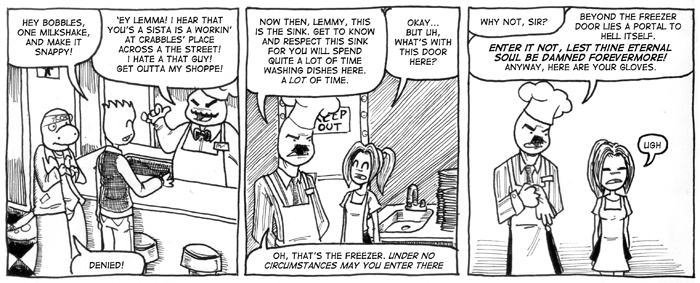 HEY BOBBLES,
ONE MILKSHAKE,
AND MAKE IT
SNAPPY!
'EY LEMMA! I HEAR THAT
YOU'S A SISTA IS A WORKIN'
AT CRABBLES' PLACE
ACROSS A THE STREET!
I HATE A THAT GUY!
GET OUTTA MY SHOPPE!
DENIED!
NOW THEN, LEMMY, THIS
IS THE SINK. GET TO KNOW
AND RESPECT THIS SINK
FOR YOU WILL SPEND
QUITE A LOT OF TIME
WASHING DISHES HERE.
A LOT OF TIME.
OKAY...
BUT UH,
WHAT'S WITH
THIS DOOR
HERE?
KEEP
OUT
OH, THAT'S THE FREEZER. UNDER NO
CIRCUMSTANCES MAY YOU ENTER THERE
WHY NOT, SIR?
BEYOND THE FREEZER
DOOR LIES A PORTAL TO
HELL ITSELF.
ENTER IT NOT, LEST THINE ETERNAL
SOUL BE DAMNED FOREVERMORE!
ANYWAY, HERE ARE YOUR GLOVES.
UGH